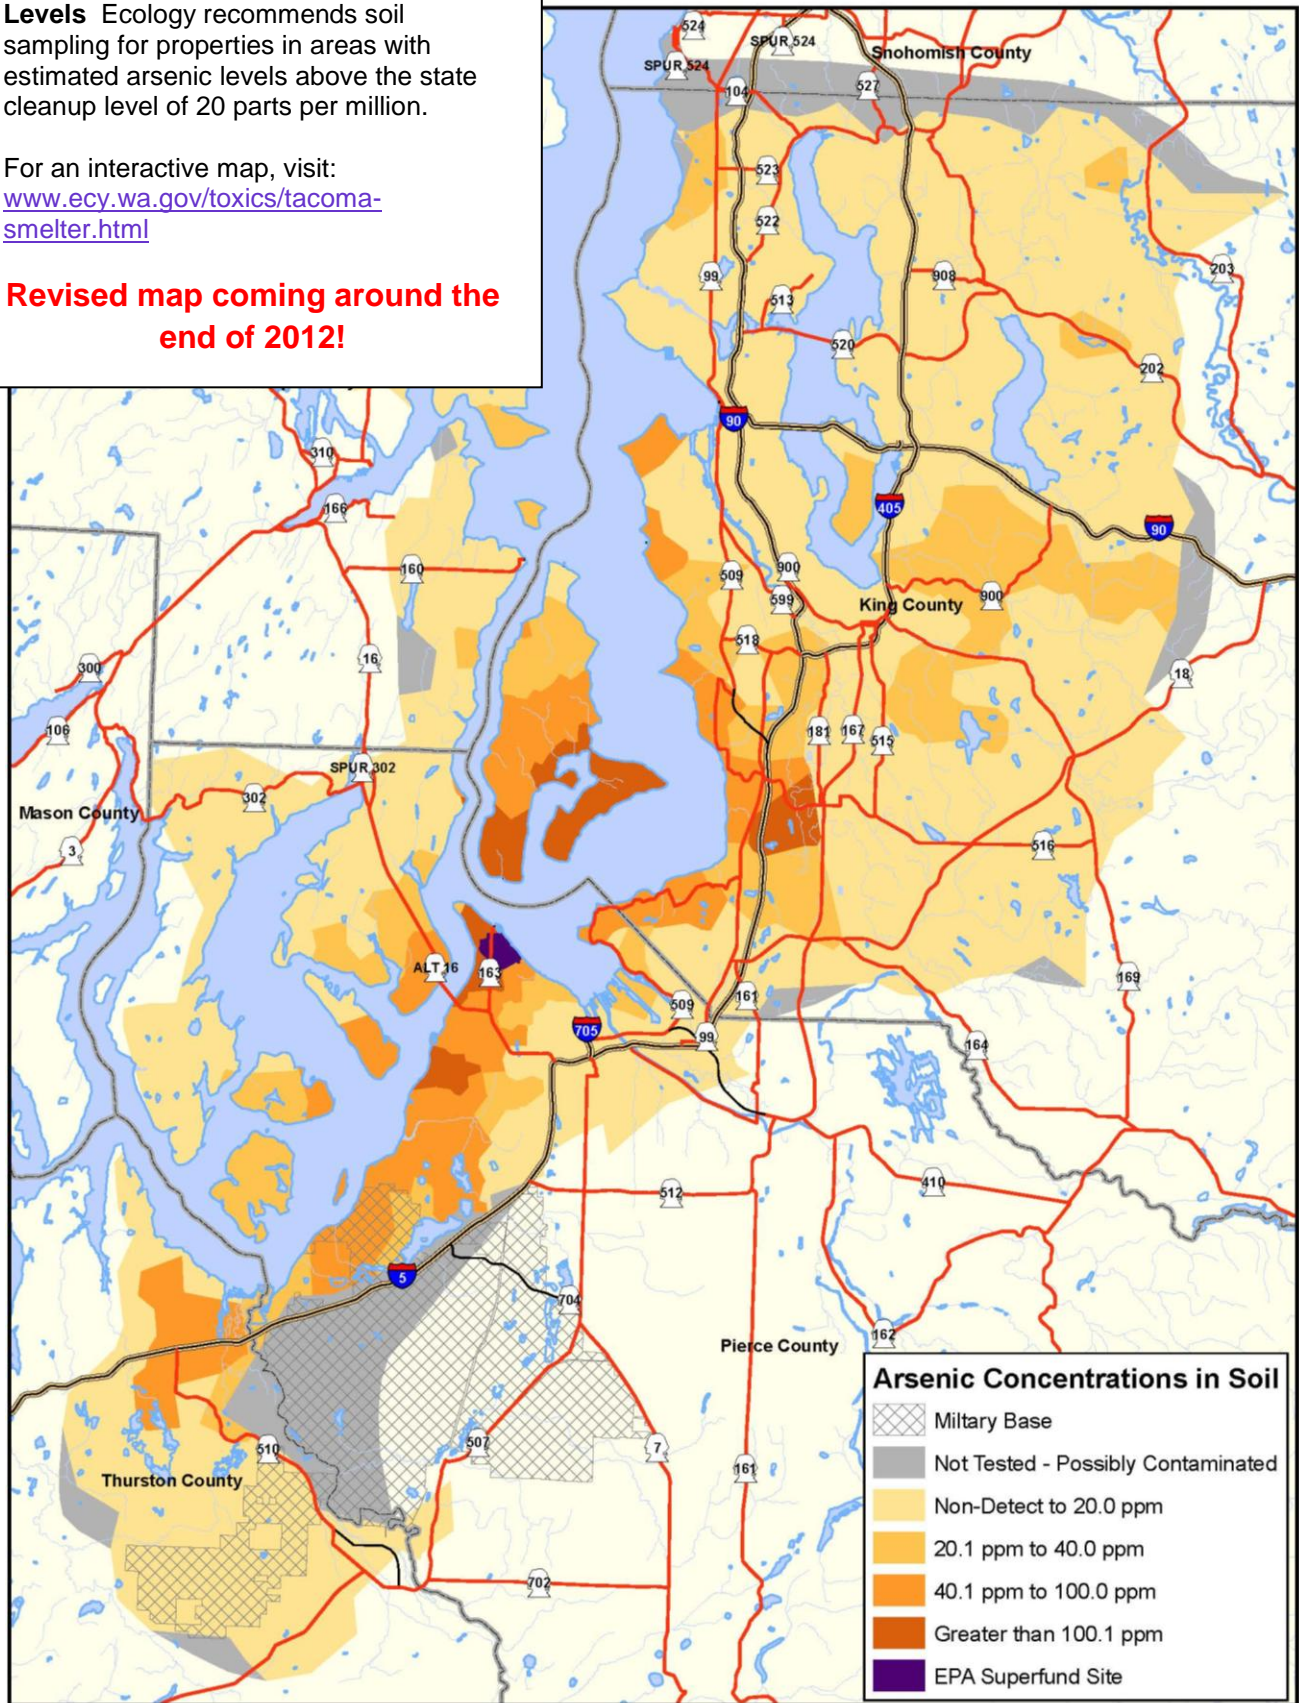 Levels Ecology recommends soil
sampling for properties in areas with
estimated arsenic levels above the state
cleanup level of 20 parts per million.
For an interactive map, visit:
www.ecy.wa.gov/toxics/tacoma-
smelter.html
Revised map coming around the
end of 2012!
524
SPUR 524
Snohomish County
SPUR 524
104
527
523
522
99
908
203
513
520
202
90
310
405
166
90
160
900
509
599
King County
900
518
16
300
18
106
181
167
515
SPUR 302
302
Mason County
3
516
ALT 16
163
169
161
509
705
99
164
410
512
5
704
162
Pierce County
507
7
510
161
Thurston County
702
Arsenic Concentrations in Soil
Miltary Base
Not Tested - Possibly Contaminated
Non-Detect to 20.0 ppm
20.1 ppm to 40.0 ppm
40.1 ppm to 100.0 ppm
Greater than 100.1 ppm
EPA Superfund Site